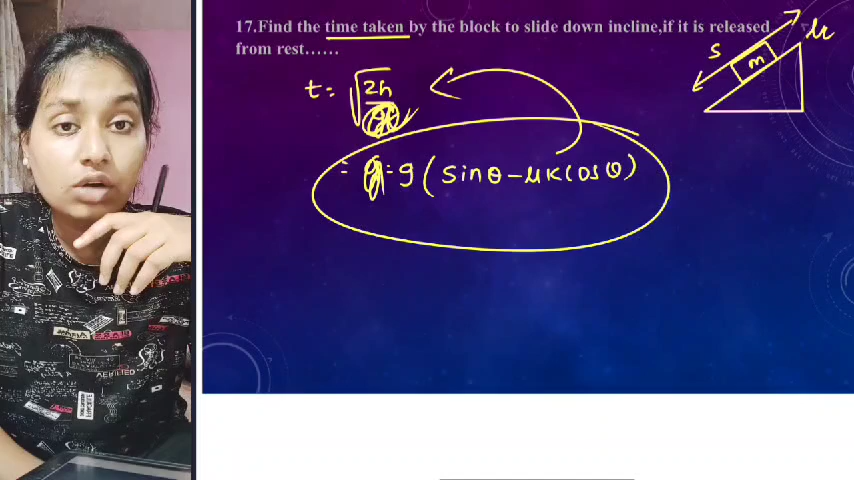 17.Find the time taken by the block to slide down incline,if it is released
from rest......
μk
S
m
t= √2h
= g(sinθ-μkcosθ)